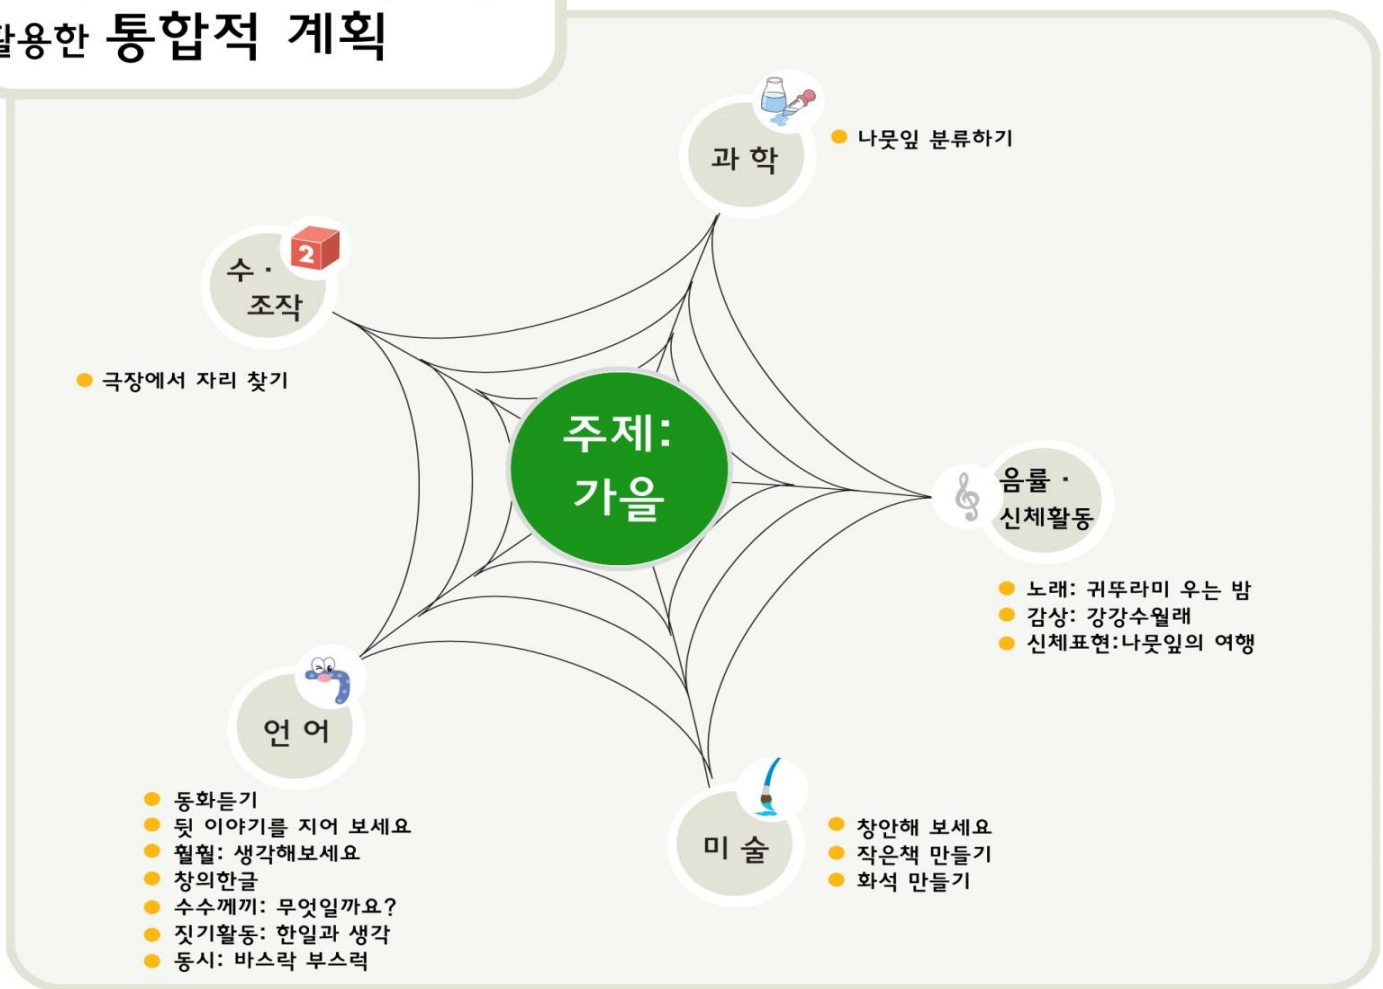 활용한 통합적 계획
과 학
나뭇잎 분류하기
수 ·
조작
2
극장에서 자리 찾기
주제:
가을
음률 ·
신체활동
노래: 귀뚜라미 우는 밤
감상: 강강수월래
신체표현:나뭇잎의 여행
언 어
동화듣기
뒷 이야기를 지어 보세요
훨훨: 생각해보세요
창의한글
수수께끼: 무엇일까요?
짓기활동: 한일과 생각
동시: 바스락 부스럭
미 술
창안해 보세요
작은책 만들기
화석 만들기